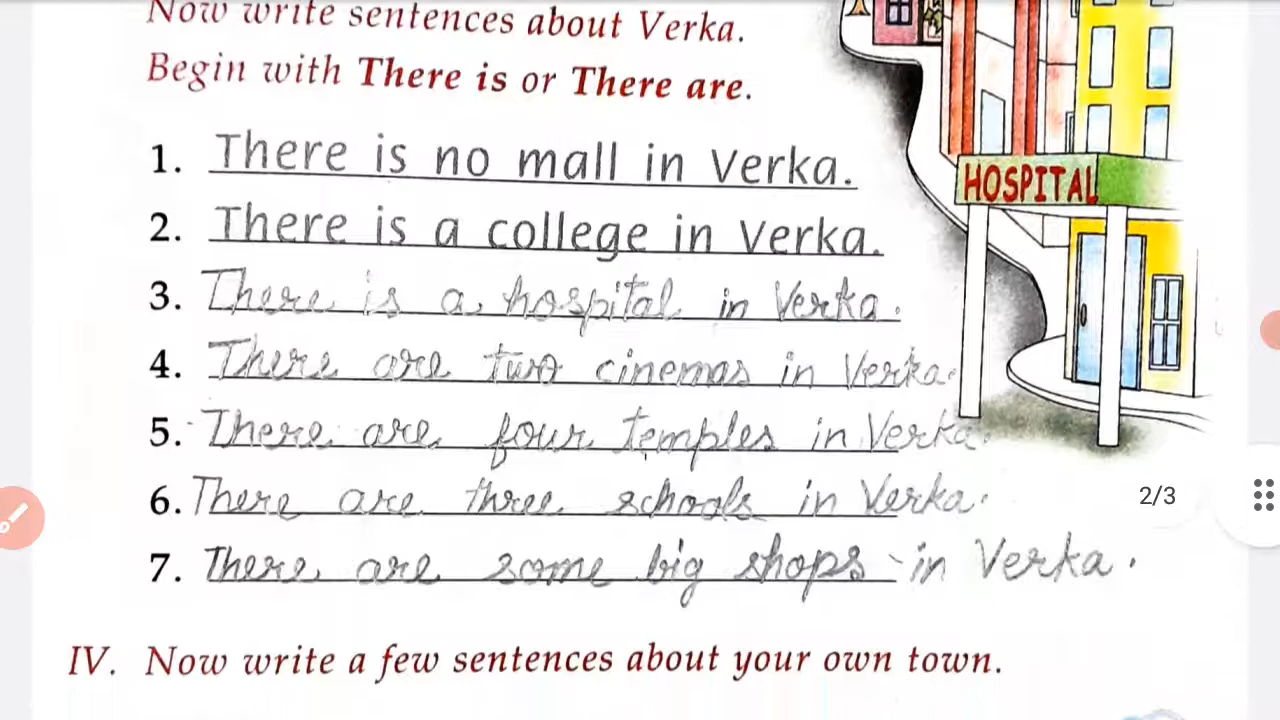 Now write sentences about Verka.
Begin with There is or There are.
1. There is no mall in Verka.
2. There is a college in Verka.
HOSPITAL
3. There is a hospital in Verka.
4. There are two cinemas in Verka.
5. There are four temples in Verka.
6. There are three schools in Verka.
2/3
7. There are some big shops in Verka.
IV. Now write a few sentences about your own town.